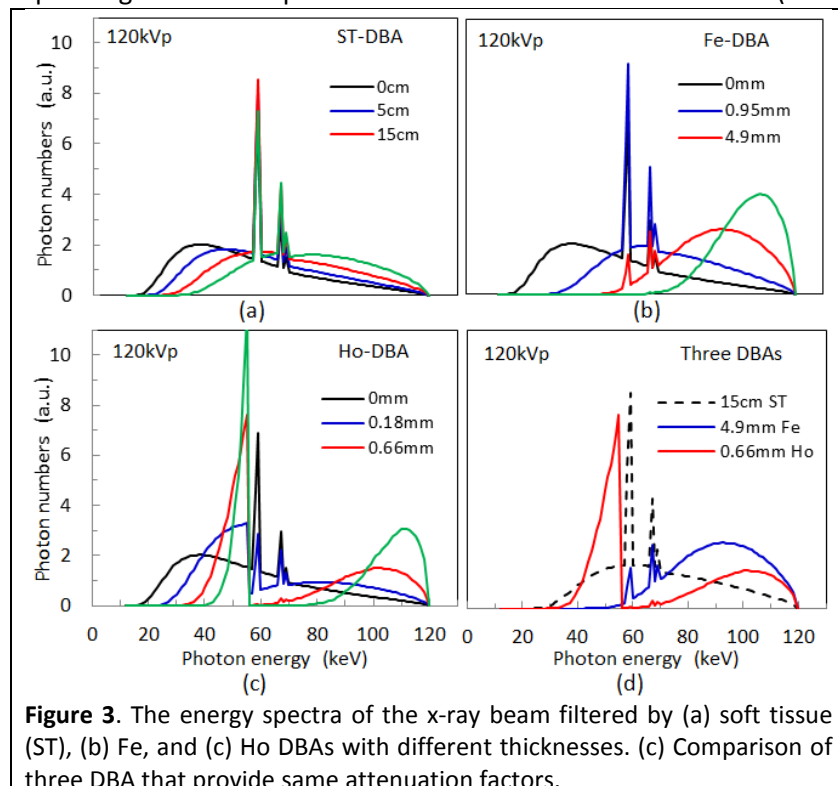 120kVp ST-DBA
0cm
5cm
15cm
Photon numbers (a.u.)
10
8
6
4
2
0
(a)
120kVp Fe-DBA
0mm
0.95mm
4.9mm
(b)
120kVp Ho-DBA
0mm
0.18mm
0.66mm
Photon numbers (a.u.)
10
8
6
4
2
0
0 20 40 60 80 100 120
Photon energy (keV)
(c)
120kVp Three DBAs
15cm ST
4.9mm Fe
0.66mm Ho
0 20 40 60 80 100 120
Photon energy (keV)
(d)
Figure 3. The energy spectra of the x-ray beam filtered by (a) soft tissue
(ST), (b) Fe, and (c) Ho DBAs with different thicknesses. (c) Comparison of
three DBA that provide same attenuation factors.